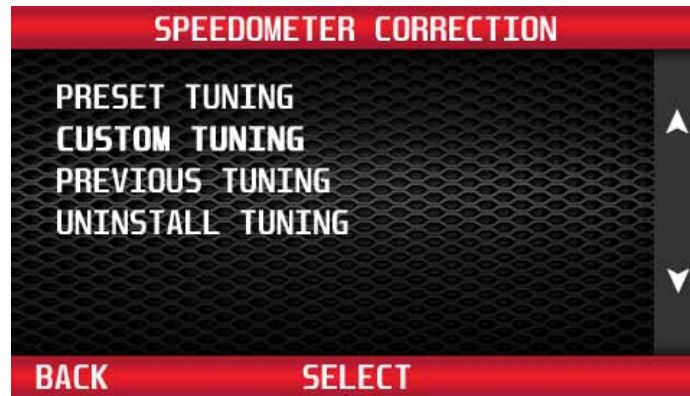 SPEEDOMETER CORRECTION
PRESET TUNING
CUSTOM TUNING
PREVIOUS TUNING
UNINSTALL TUNING
BACK SELECT